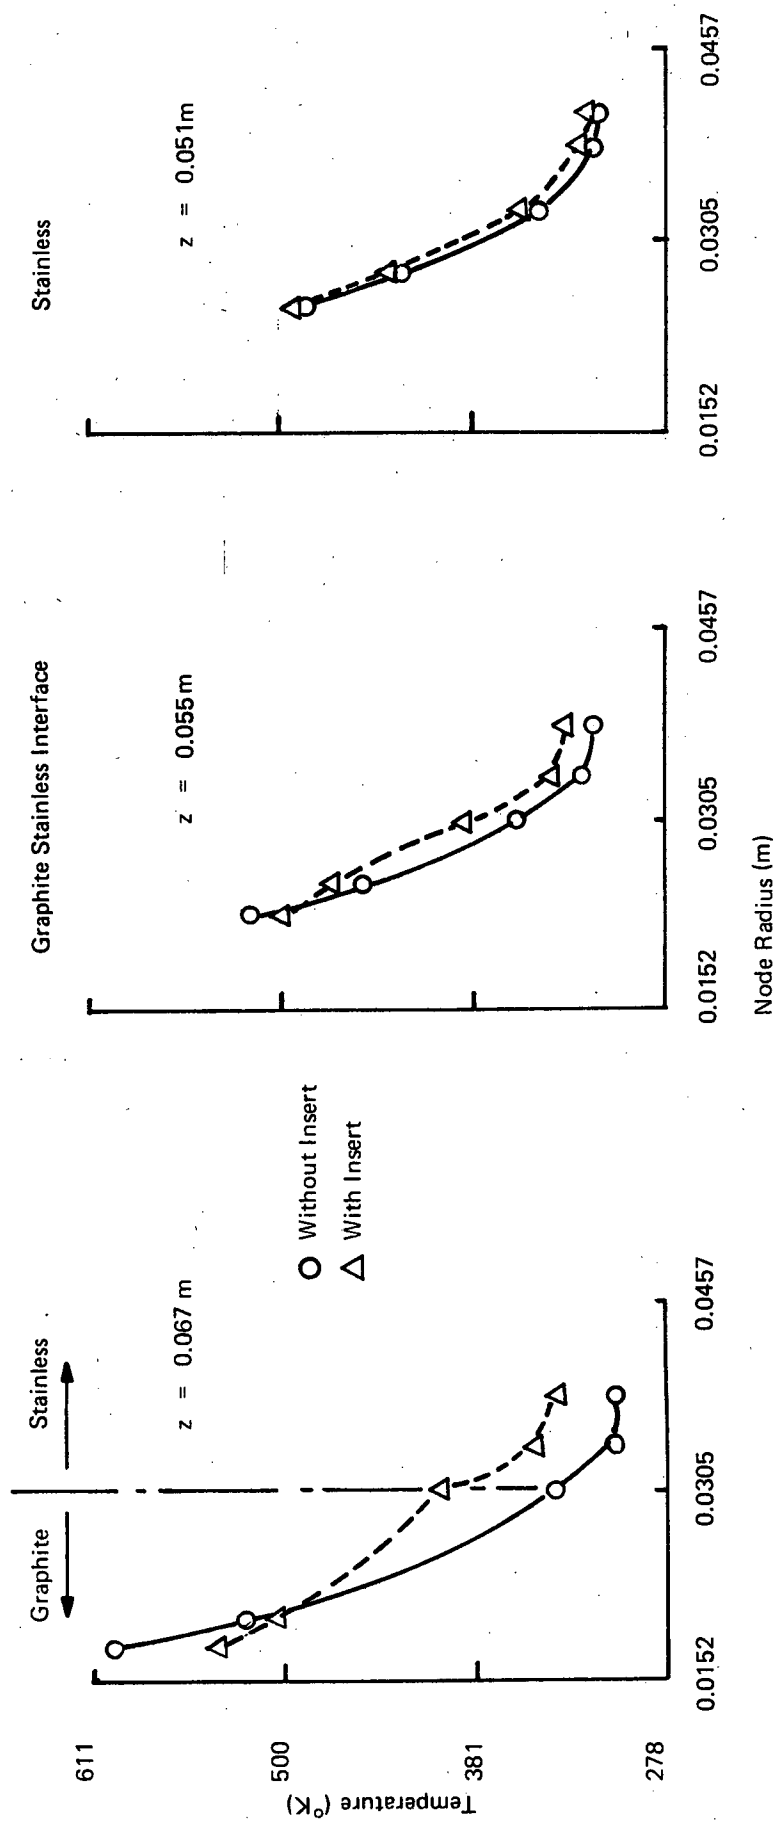 Graphite
Stainless
z = 0.067 m
Without Insert
With Insert
Temperature (°K)
611
500
381
278
0.0152
0.0305
0.0457
Graphite Stainless Interface
z = 0.055 m
0.0152
0.0305
0.0457
Node Radius (m)
Stainless
z = 0.051m
0.0152
0.0305
0.0457